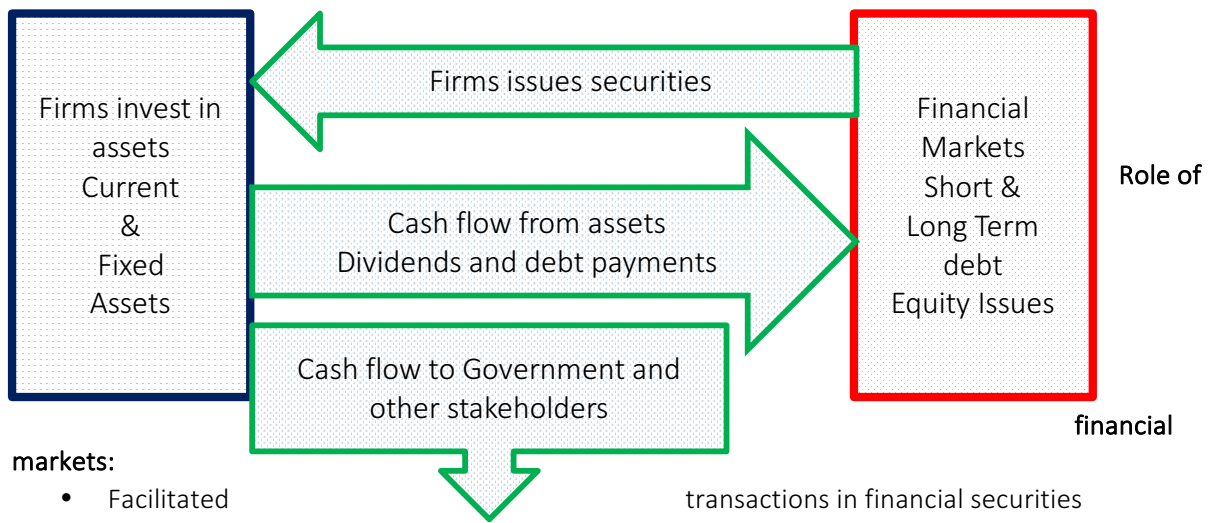 Firms invest in
assets
Current
&
Fixed
Assets
Firms issues securities
Cash flow from assets
Dividends and debt payments
Cash flow to Government and
other stakeholders
Financial
Markets
Short &
Long Term
debt
Equity Issues
Role of
financial
markets:
• Facilitated transactions in financial securities